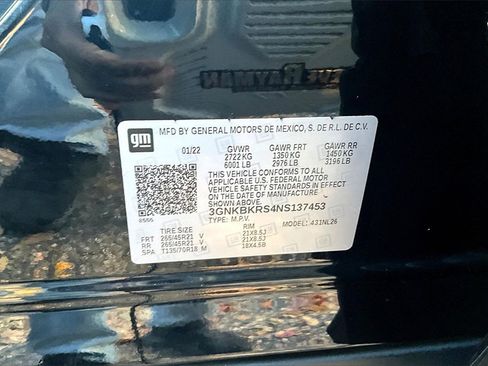 gm
MFD BY GENERAL MOTORS DE MEXICO, S. DE R.L. DE C.V.
01/22 GVWR GAWR FRT GAWR RR
2722 KG 1350 KG 1450 KG
6001 LB 2976 LB 3196 LB
THIS VEHICLE CONFORMS TO ALL
APPLICABLE U.S. FEDERAL MOTOR
VEHICLE SAFETY STANDARDS IN EFFECT
ON THE DATE OF MANUFACTURE
SHOWN ABOVE.
3GNKBKRS4NS137453
TYPE: M.P.V. MODEL: 431NL26
TIRE SIZE RIM
FRT 265/45R21 V 21X8.5J
RR 265/45R21 V 21X8.5J
SPA T135/70R18 M 18X4.5B